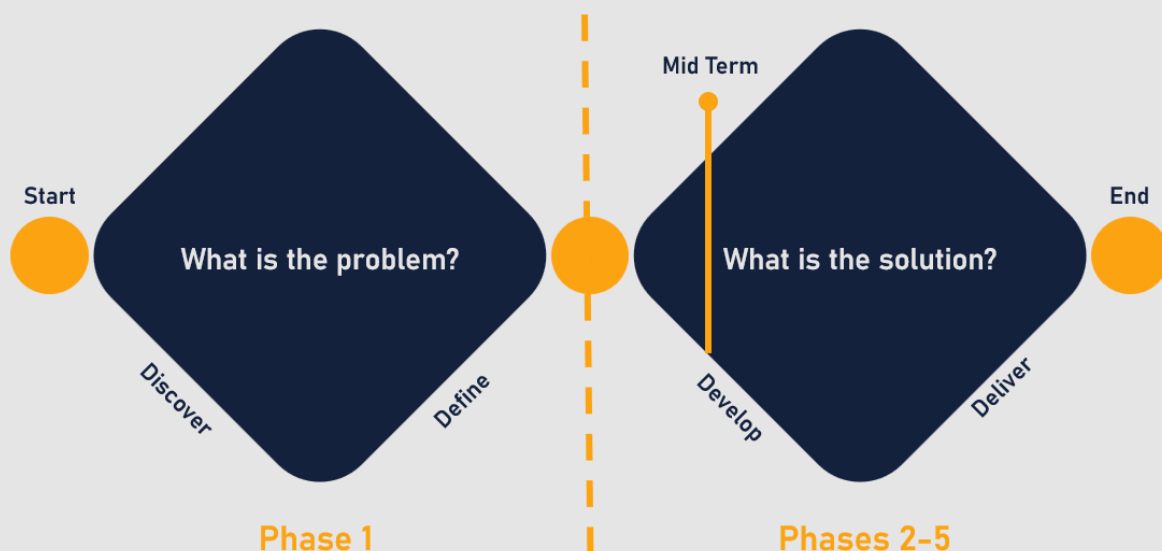 Mid Term
Start
End
What is the problem?
What is the solution?
Discover
Define
Develop
Deliver
Phase 1
Phases 2-5